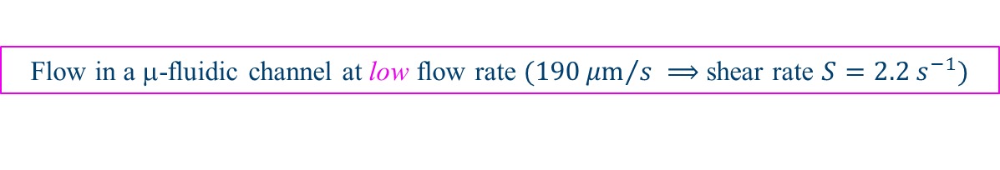 Flow in a μ-fluidic channel at low flow rate (190 μm/s ⟹ shear rate S = 2.2 s⁻¹)